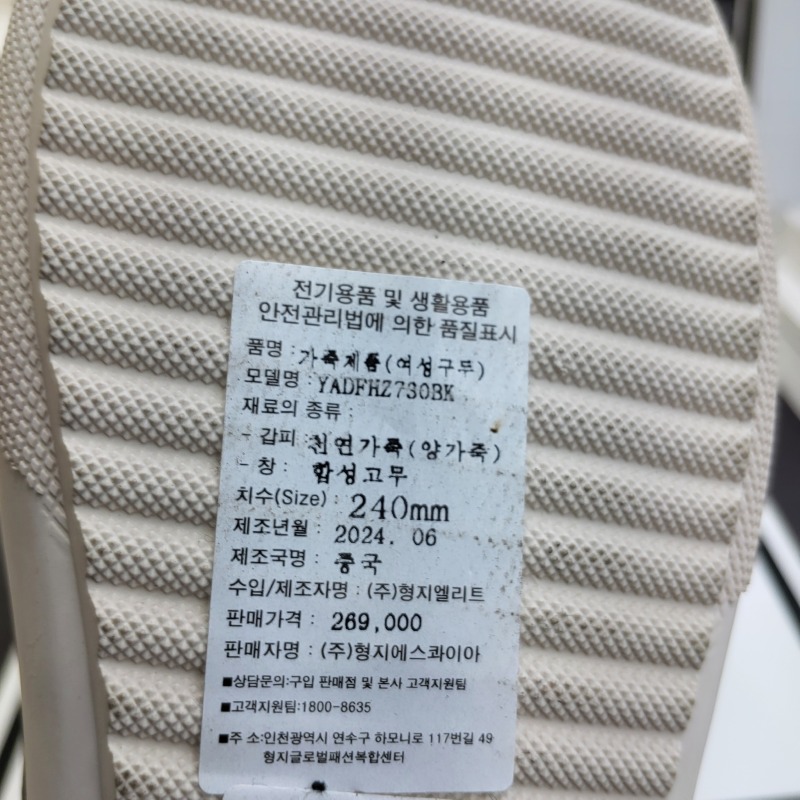 전기용품 및 생활용품
안전관리법에 의한 품질표시
품명 : 가죽제품(여성구두)
모델명 : YADFHZ730BK
재료의 종류 :
- 갑피 : 천연가죽(양가죽)
- 창 : 합성고무
치수(Size) : 240mm
제조년월 : 2024. 06
제조국명 : 중국
수입/제조자명 : (주)형지엘리트
판매가격 : 269,000
판매자명 : (주)형지에스콰이아
■상담문의:구입 판매점 및 본사 고객지원팀
■고객지원팀:1800-8635
■주 소:인천광역시 연수구 하모니로 177번길 49
형지글로벌패션복합센터